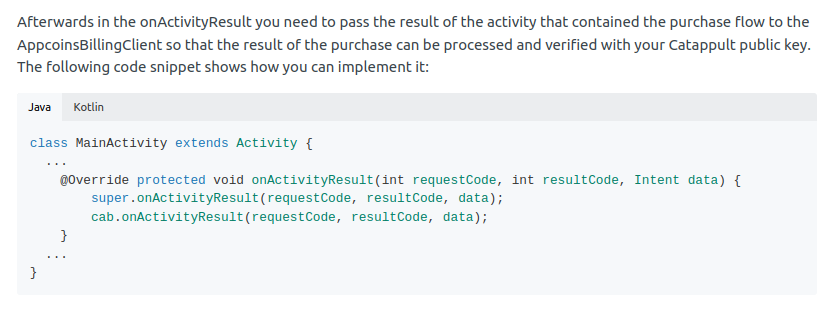 Afterwards in the onActivityResult you need to pass the result of the activity that contained the purchase flow to the
AppcoinsBillingClient so that the result of the purchase can be processed and verified with your Catappult public key.
The following code snippet shows how you can implement it:
Java Kotlin
class MainActivity extends Activity {
  ...
    @Override protected void onActivityResult(int requestCode, int resultCode, Intent data) {
        super.onActivityResult(requestCode, resultCode, data);
        cab.onActivityResult(requestCode, resultCode, data);
    }
  ...
}